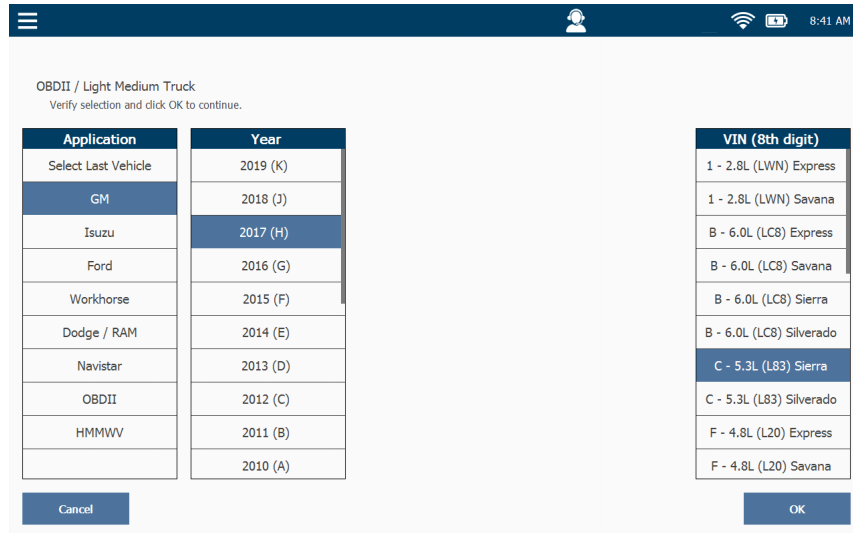 8:41 AM
OBDII / Light Medium Truck
Verify selection and click OK to continue.
Application
Select Last Vehicle
GM
Isuzu
Ford
Workhorse
Dodge / RAM
Navistar
OBDII
HMMWV
Year
2019 (K)
2018 (J)
2017 (H)
2016 (G)
2015 (F)
2014 (E)
2013 (D)
2012 (C)
2011 (B)
2010 (A)
VIN (8th digit)
1 - 2.8L (LWN) Express
1 - 2.8L (LWN) Savana
B - 6.0L (LC8) Express
B - 6.0L (LC8) Savana
B - 6.0L (LC8) Sierra
B - 6.0L (LC8) Silverado
C - 5.3L (L83) Sierra
C - 5.3L (L83) Silverado
F - 4.8L (L20) Express
F - 4.8L (L20) Savana
Cancel
OK